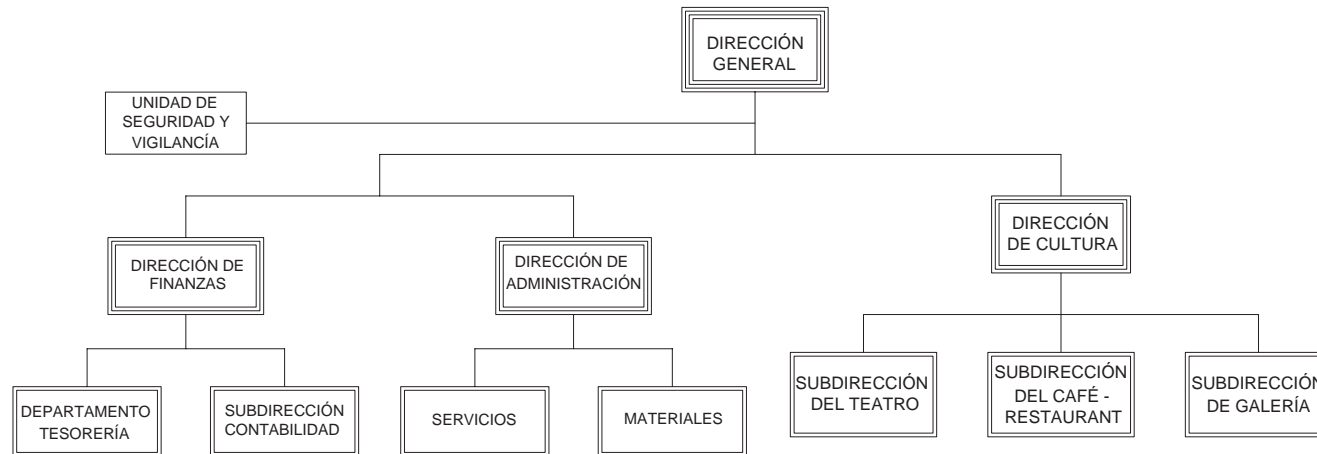 DIRECCIÓN
GENERAL
UNIDAD DE
SEGURIDAD Y
VIGILANCÍA
DIRECCIÓN
DE CULTURA
DIRECCIÓN DE
FINANZAS
DIRECCIÓN DE
ADMINISTRACIÓN
DEPARTAMENTO
TESORERÍA
SUBDIRECCIÓN
CONTABILIDAD
SERVICIOS
MATERIALES
SUBDIRECCIÓN
DEL TEATRO
SUBDIRECCIÓN
DEL CAFÉ -
RESTAURANT
SUBDIRECCIÓN
DE GALERÍA